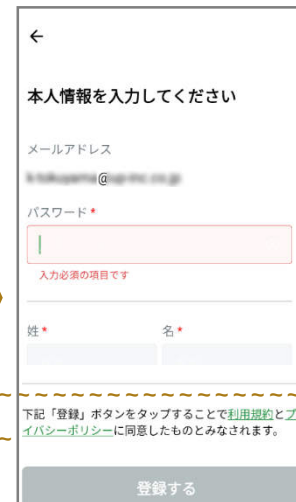 ←
本人情報を入力してください
メールアドレス
@
パスワード *
入力必須の項目です
姓 * 名 *
下記「登録」ボタンをタップすることで利用規約とプ
イバシーポリシーに同意したものとみなされます。
登録する